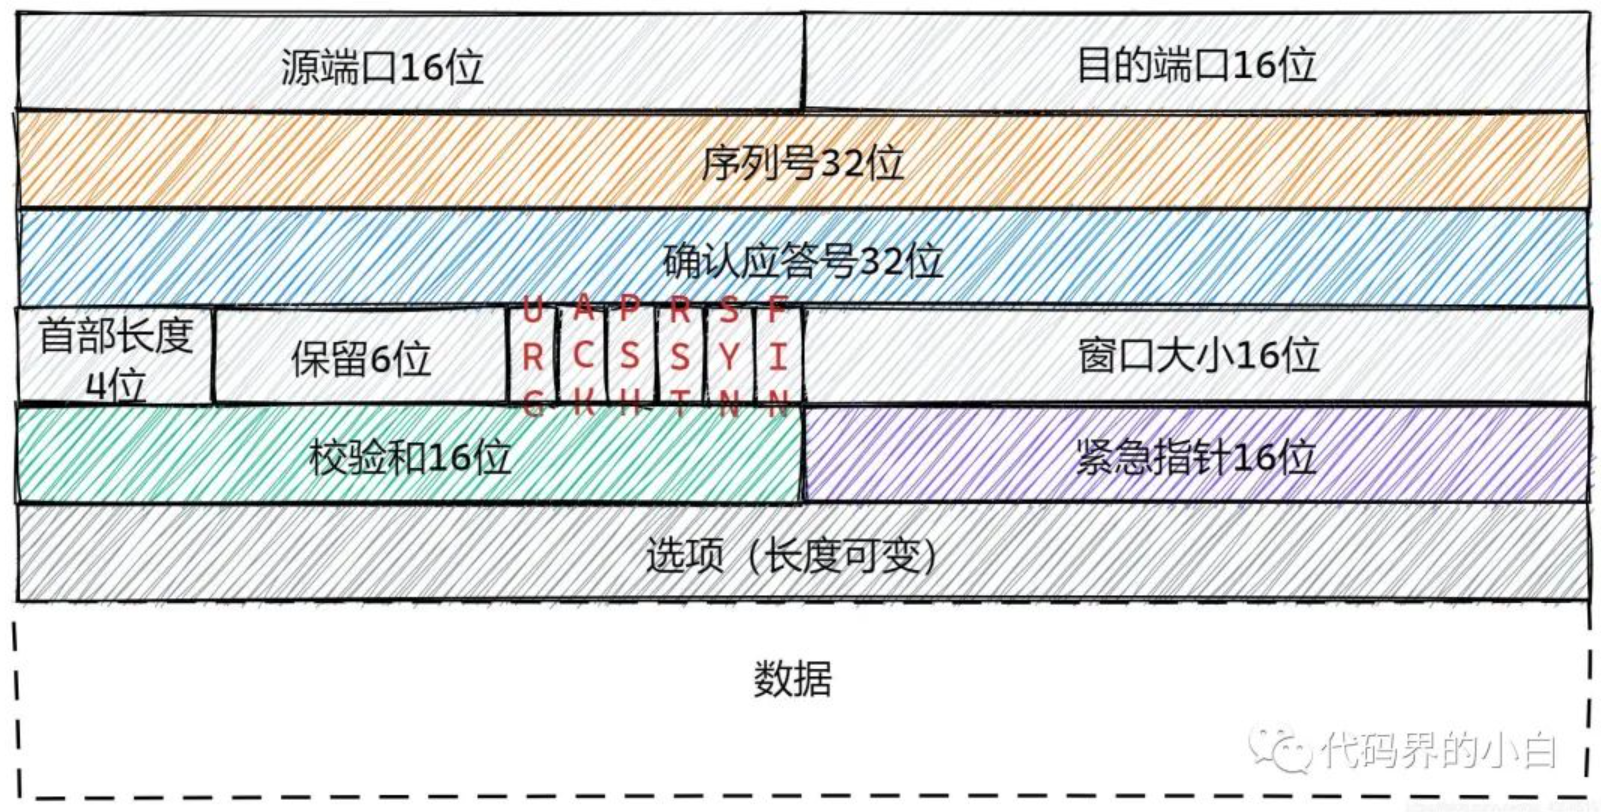 源端口16位
目的端口16位
序列号32位
确认应答号32位
首部长度
4位
保留6位
URG
ACK
PSH
RST
SYN
FIN
窗口大小16位
校验和16位
紧急指针16位
选项（长度可变）
数据
代码界的小白